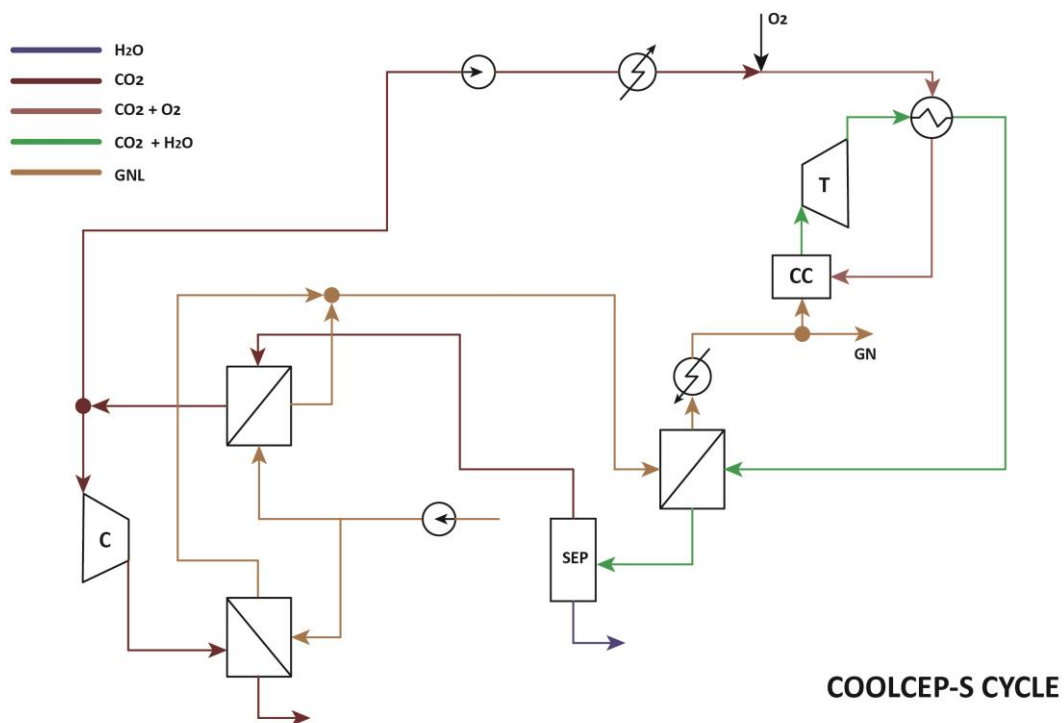 O₂
H₂O
CO₂
CO₂ + O₂
CO₂ + H₂O
GNL
T
CC
GN
C
SEP
COOLCEP-S CYCLE